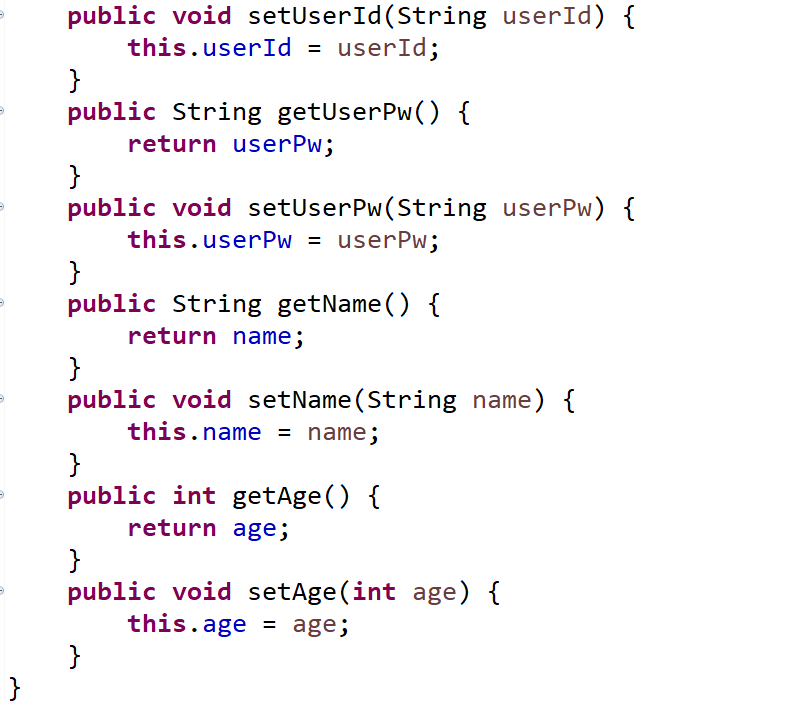 public void setUserId(String userId) {
this.userId = userId;
}
public String getUserPw() {
return userPw;
}
public void setUserPw(String userPw) {
this.userPw = userPw;
}
public String getName() {
return name;
}
public void setName(String name) {
this.name = name;
}
public int getAge() {
return age;
}
public void setAge(int age) {
this.age = age;
}
}